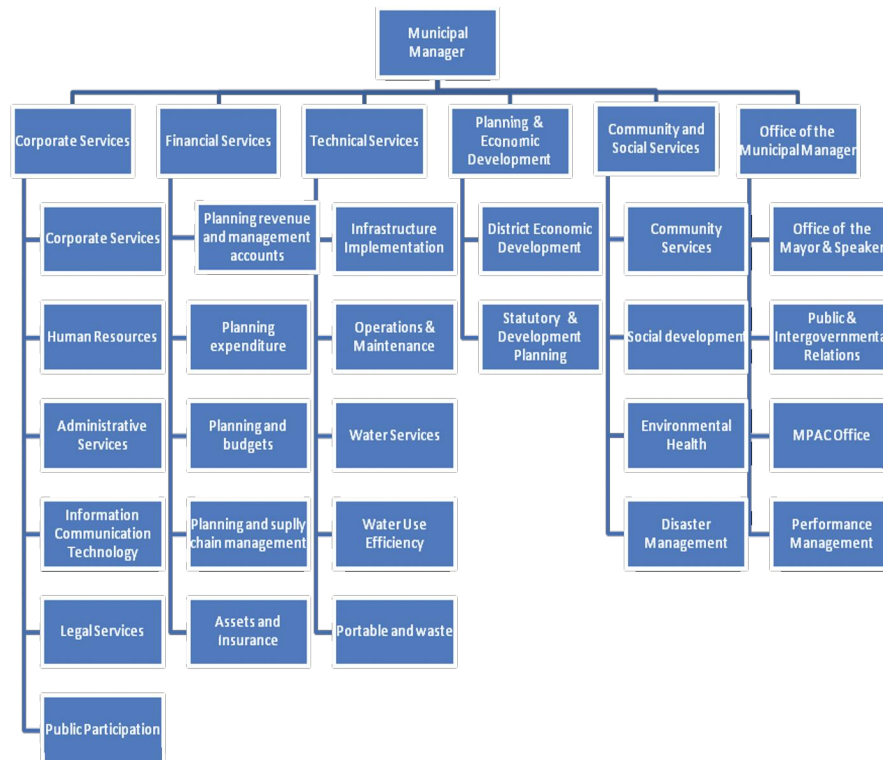 Municipal
Manager
Corporate Services
Financial Services
Technical Services
Planning &
Economic
Development
Community and
Social Services
Office of the
Municipal Manager
Corporate Services
Human Resources
Administrative
Services
Information
Communication
Technology
Legal Services
Public Participation
Planning revenue
and management
accounts
Planning
expenditure
Planning and
budgets
Planning and suplly
chain management
Assets and
Insurance
Infrastructure
Implementation
Operations &
Maintenance
Water Services
Water Use
Efficiency
Portable and waste
District Economic
Development
Statutory &
Development
Planning
Community
Services
Social development
Environmental
Health
Disaster
Management
Office of the
Mayor & Speaker
Public &
Intergovernmenta
Relations
MPAC Office
Performance
Management